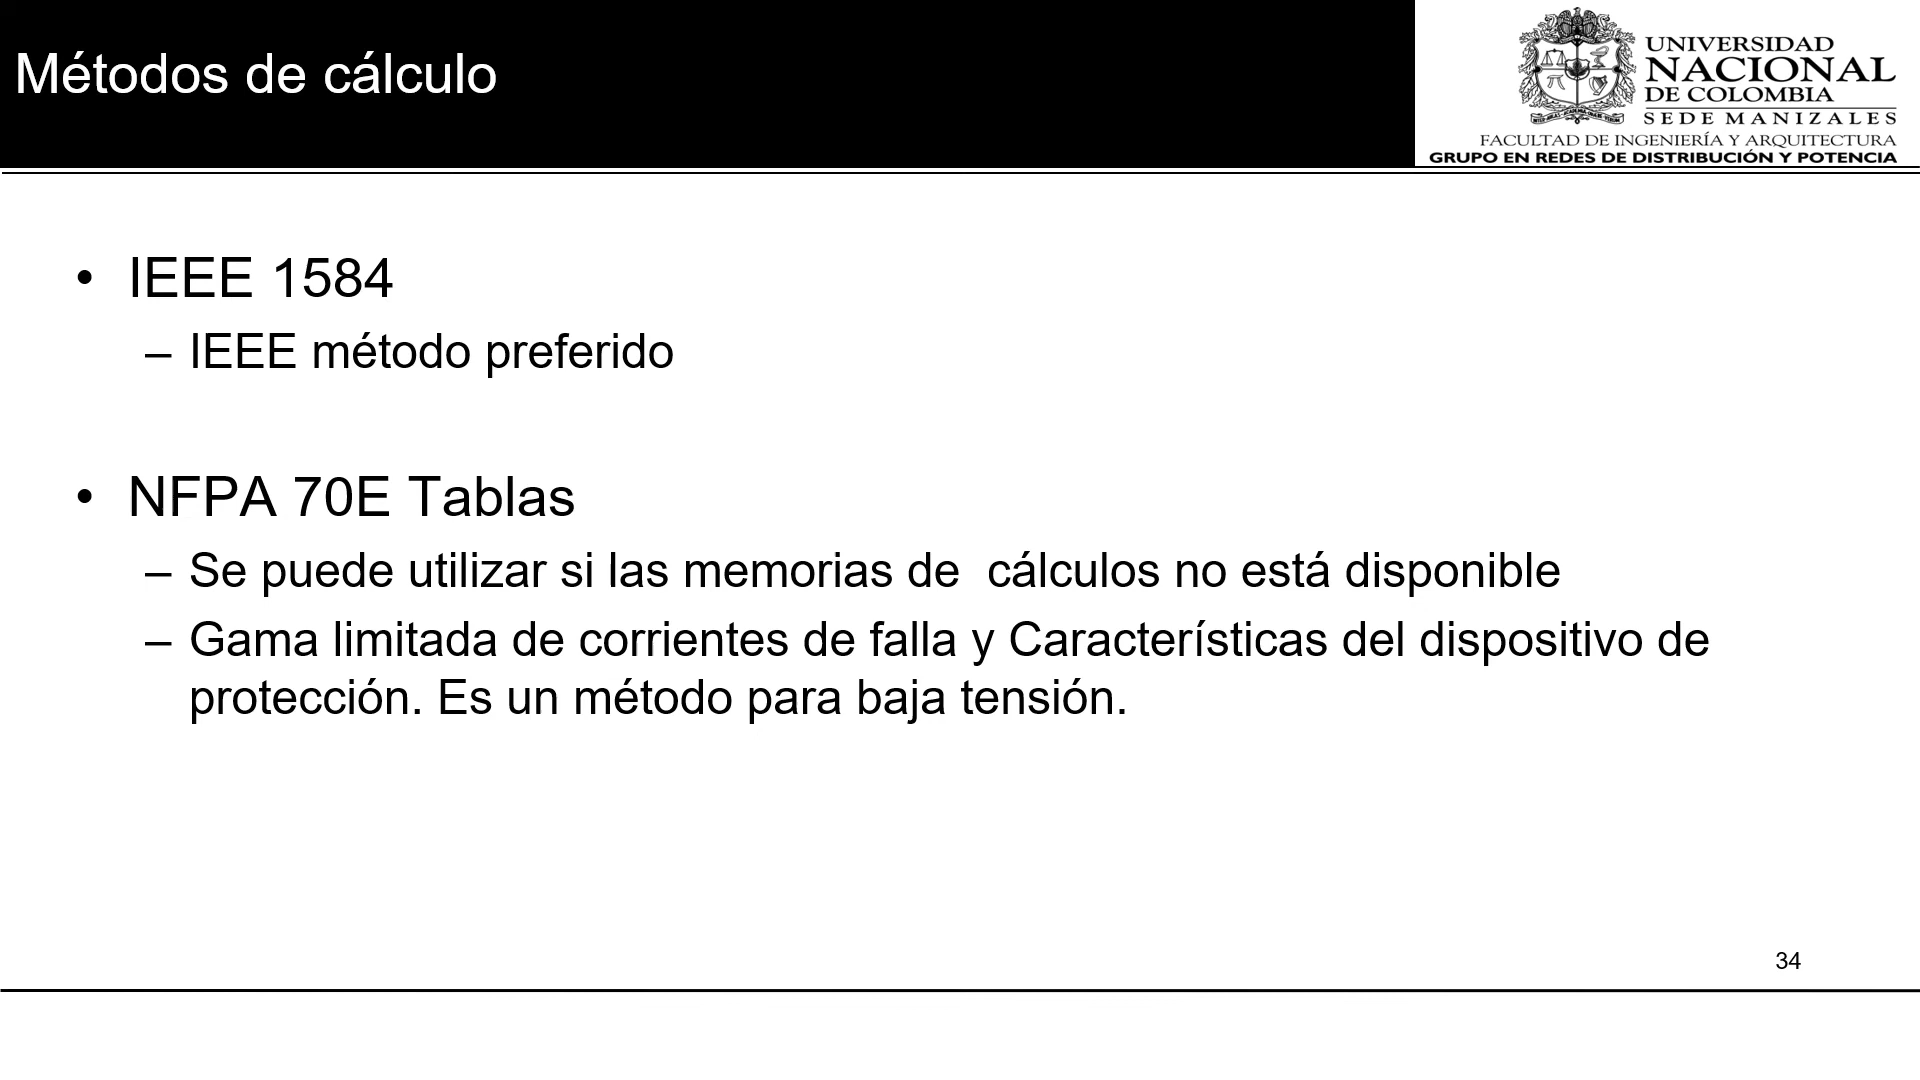 Métodos de cálculo
UNIVERSIDAD
NACIONAL
DE COLOMBIA
SEDE MANIZALES
FACULTAD DE INGENIERÍA Y ARQUITECTURA
GRUPO EN REDES DE DISTRIBUCIÓN Y POTENCIA
• IEEE 1584
– IEEE método preferido
• NFPA 70E Tablas
– Se puede utilizar si las memorias de  cálculos no está disponible
– Gama limitada de corrientes de falla y Características del dispositivo de
protección. Es un método para baja tensión.
34